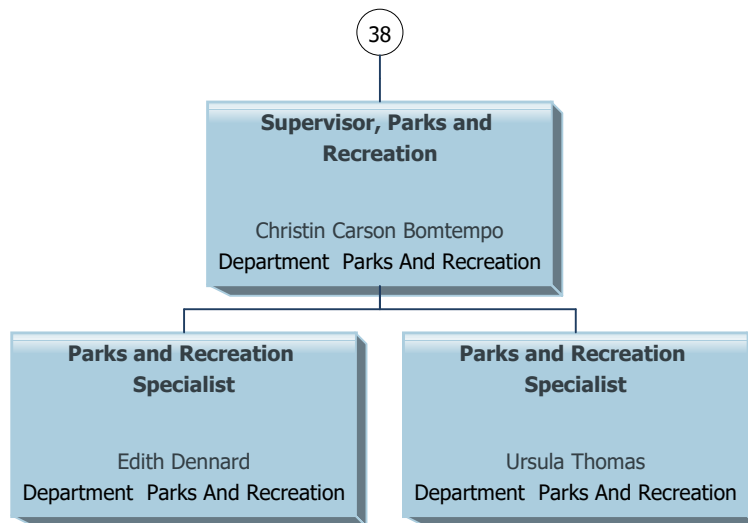 38
Supervisor, Parks and
Recreation
Christin Carson Bomtempo
Department  Parks And Recreation
Parks and Recreation
Specialist
Edith Dennard
Department  Parks And Recreation
Parks and Recreation
Specialist
Ursula Thomas
Department  Parks And Recreation